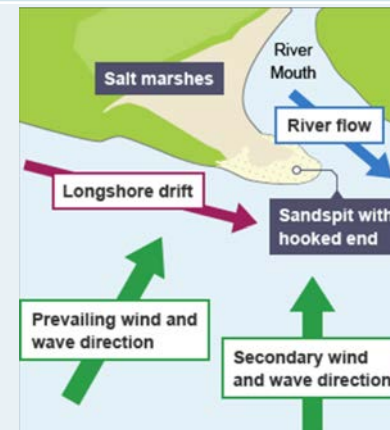 River
Mouth
Salt marshes
River flow
Longshore drift
Sandspit with
hooked end
Prevailing wind and
wave direction
Secondary wind
and wave direction